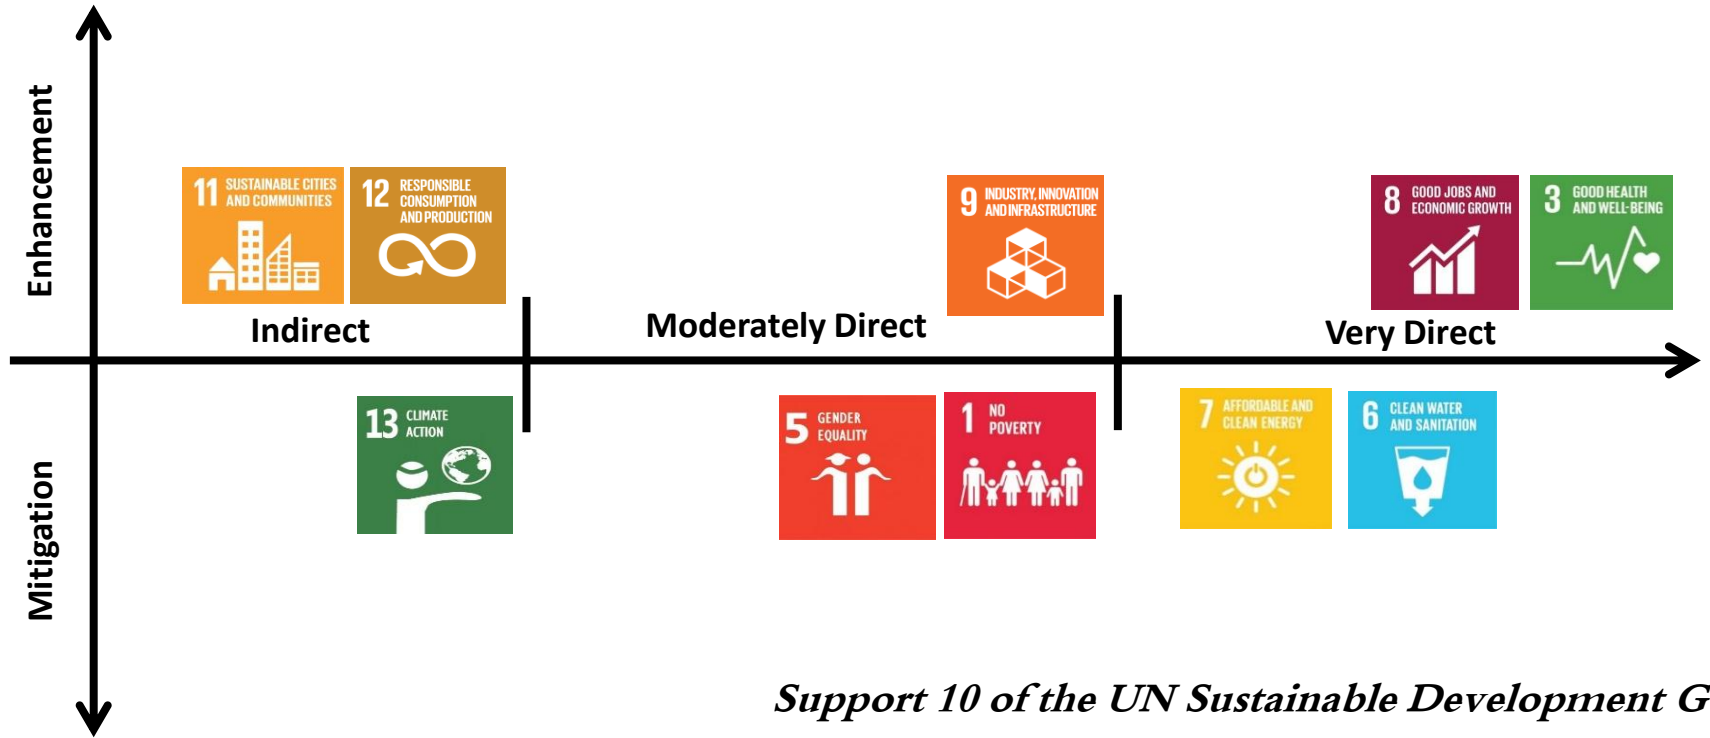 Enhancement
11 SUSTAINABLE CITIES
AND COMMUNITIES
12 RESPONSIBLE
CONSUMPTION
AND PRODUCTION
9 INDUSTRY, INNOVATION
AND INFRASTRUCTURE
8 GOOD JOBS AND
ECONOMIC GROWTH
3 GOOD HEALTH
AND WELL-BEING
Indirect
Moderately Direct
Very Direct
Mitigation
13 CLIMATE
ACTION
5 GENDER
EQUALITY
1 NO
POVERTY
7 AFFORDABLE AND
CLEAN ENERGY
6 CLEAN WATER
AND SANITATION
Support 10 of the UN Sustainable Development G